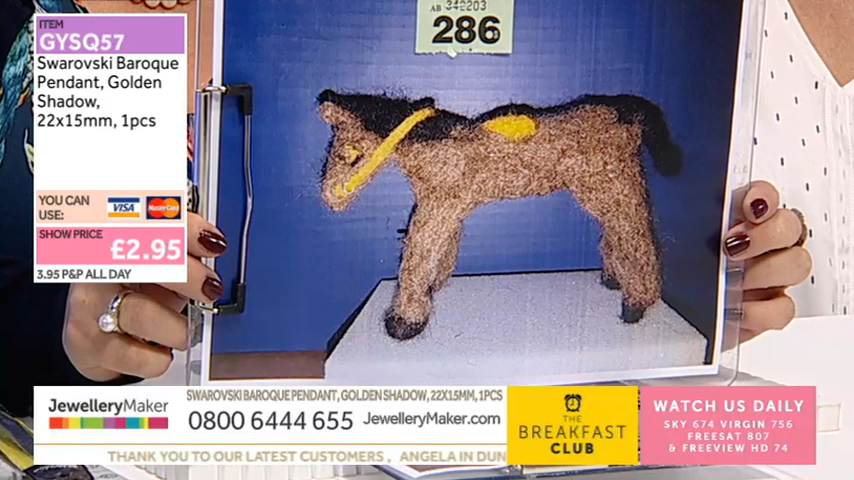 ITEM
GYSQ57
Swarovski Baroque
Pendant, Golden
Shadow,
22x15mm, 1pcs
YOU CAN
USE:
VISA
MasterCard
SHOW PRICE
£2.95
3.95 P&P ALL DAY
AB 342203
286
JewelleryMaker
SWAROVSKI BAROQUE PENDANT, GOLDEN SHADOW, 22X15MM, 1PCS
0800 6444 655 JewelleryMaker.com
THANK YOU TO OUR LATEST CUSTOMERS , ANGELA IN DUN
THE
BREAKFAST
CLUB
WATCH US DAILY
SKY 674 VIRGIN 756
FREESAT 807
& FREEVIEW HD 74